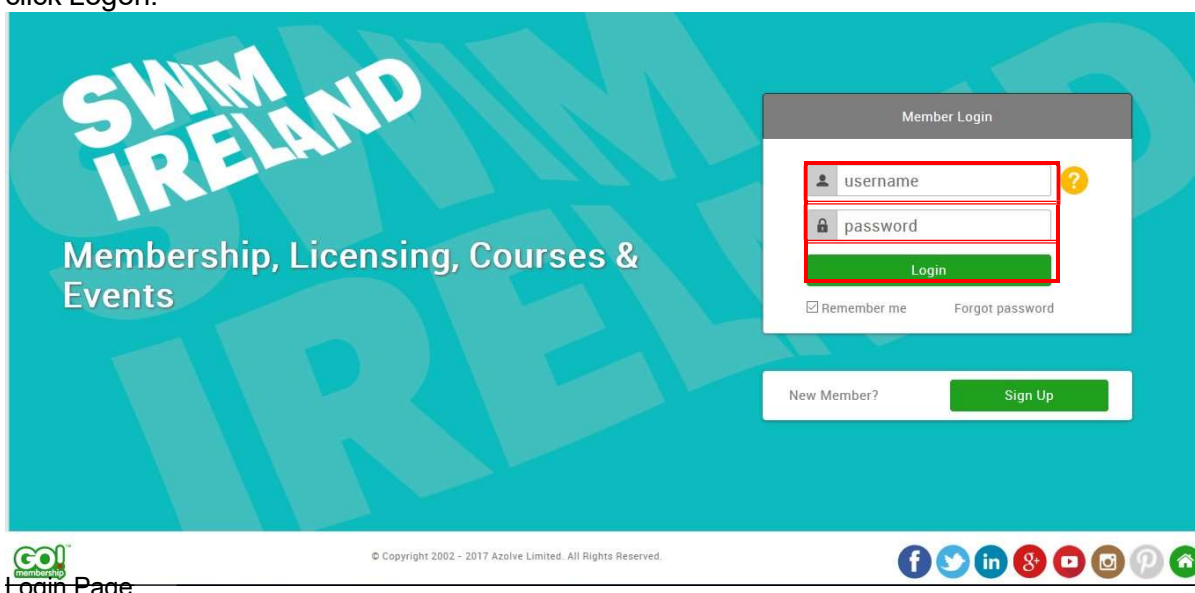 click Logon.
SWIM
IRELAND
Membership, Licensing, Courses &
Events
Member Login
username
?
password
Login
Remember me Forgot password
New Member? Sign Up
GO!
membership
© Copyright 2002 - 2017 Azolve Limited. All Rights Reserved.
Login Page